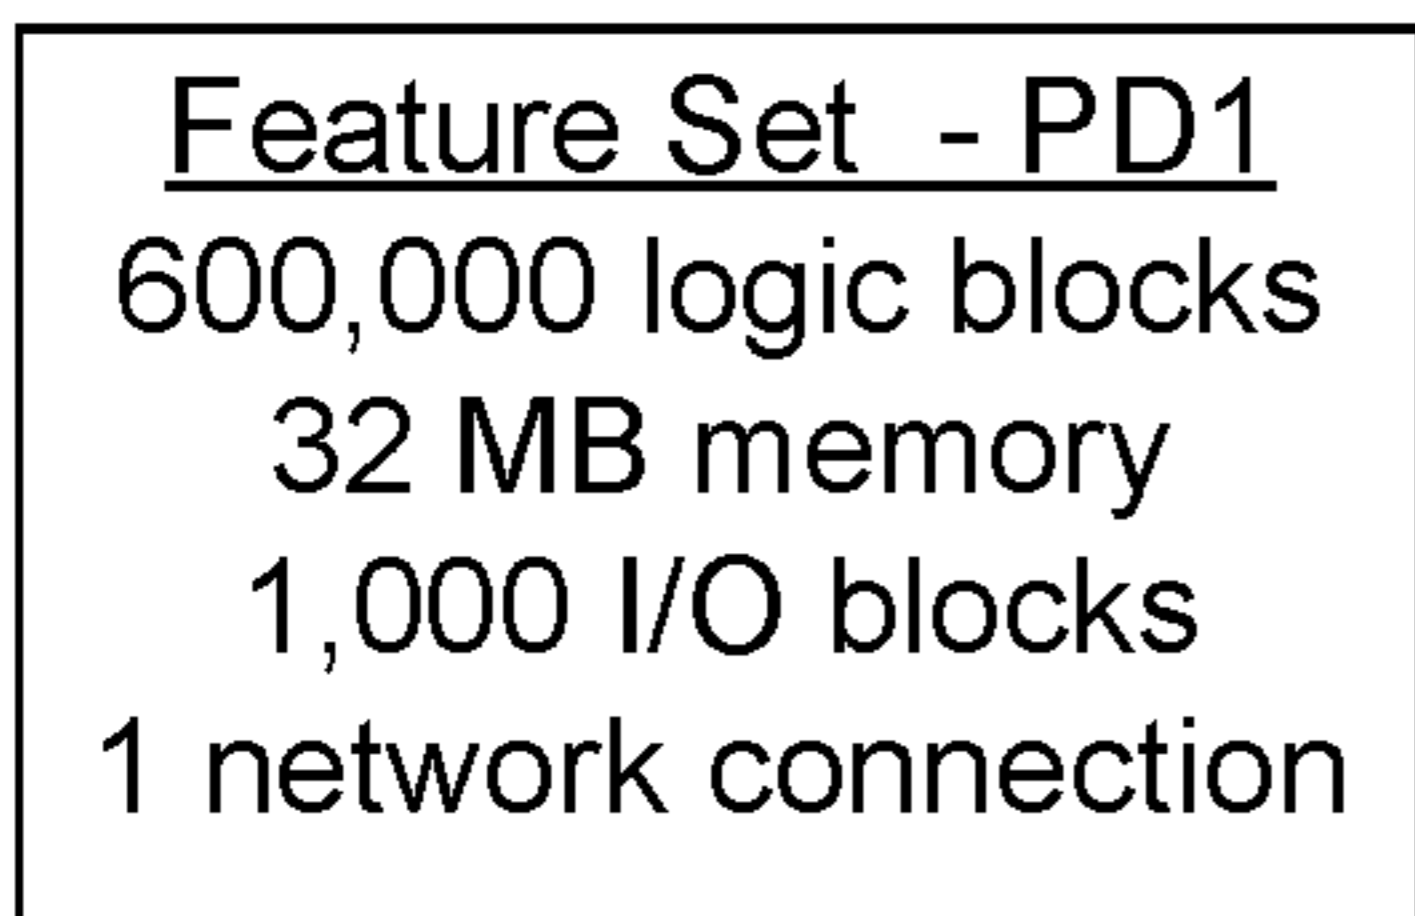 Feature Set - PD1
600,000 logic blocks
32 MB memory
1,000 I/O blocks
1 network connection